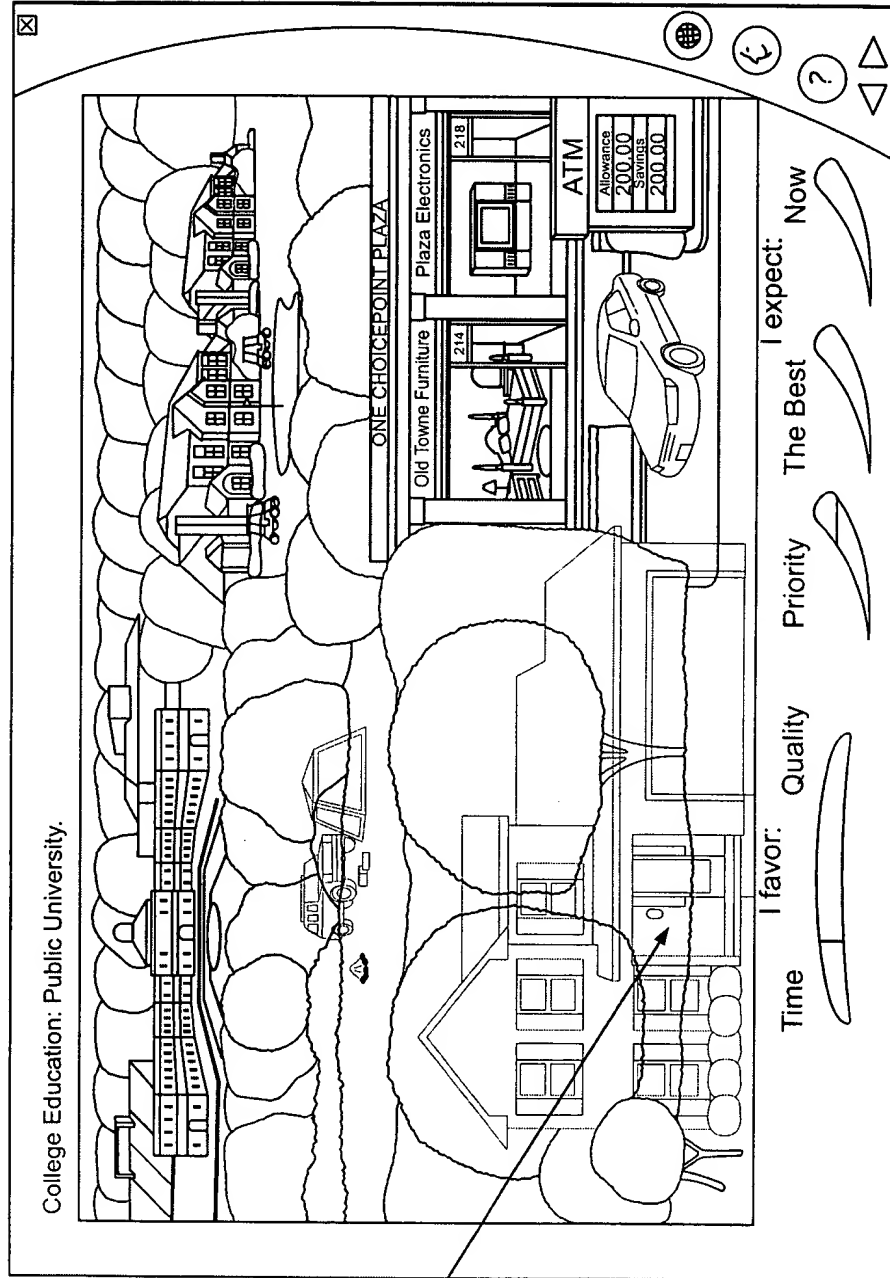 College Education: Public University.
ONE CHOICEPOINT PLAZA
Old Towne Furniture
Plaza Electronics
214
218
ATM
Allowance
200.00
Savings
200.00
I favor:
Time
Quality
I expect:
Priority
The Best
Now
?